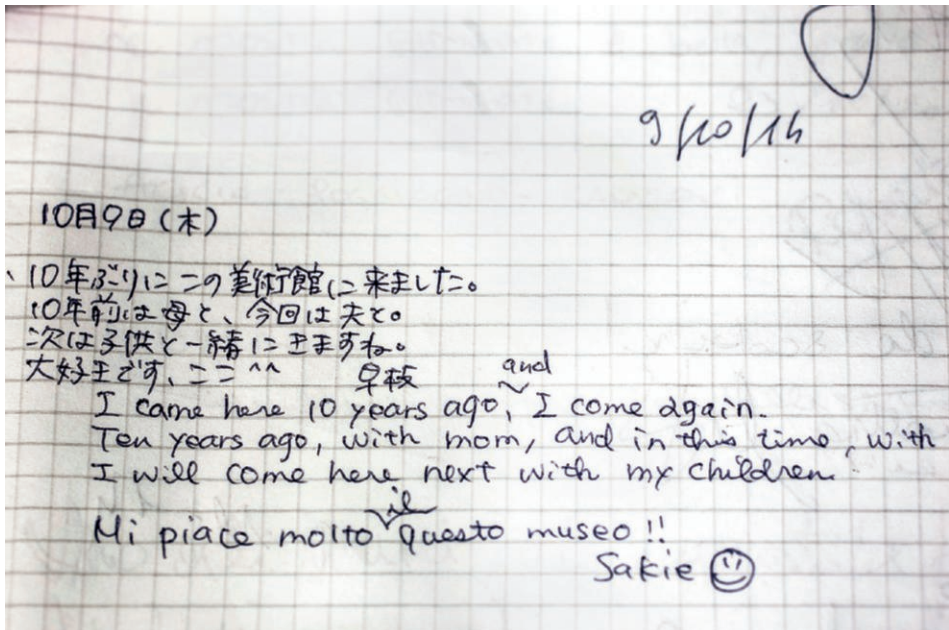 9/10/14
10月9日(木)
、10年ぶりにこの美術館に来ました。
10年前は母と、今回は夫と。
次は子供と一緒にきますね。
大好きです、ここ^^ 早枝
and
I came here 10 years ago, I come again.
Ten years ago, with mom, and in this time, with
I will come here next with my children.
il
Mi piace molto questo museo !!
Sakie